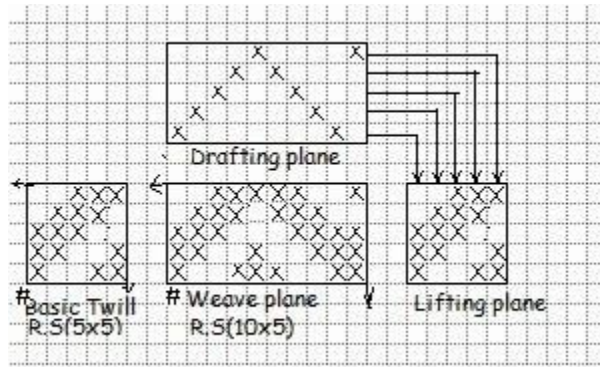 Drafting plane
# Basic Twill
R.S(5x5)
# Weave plane
R.S(10x5)
Lifting plane